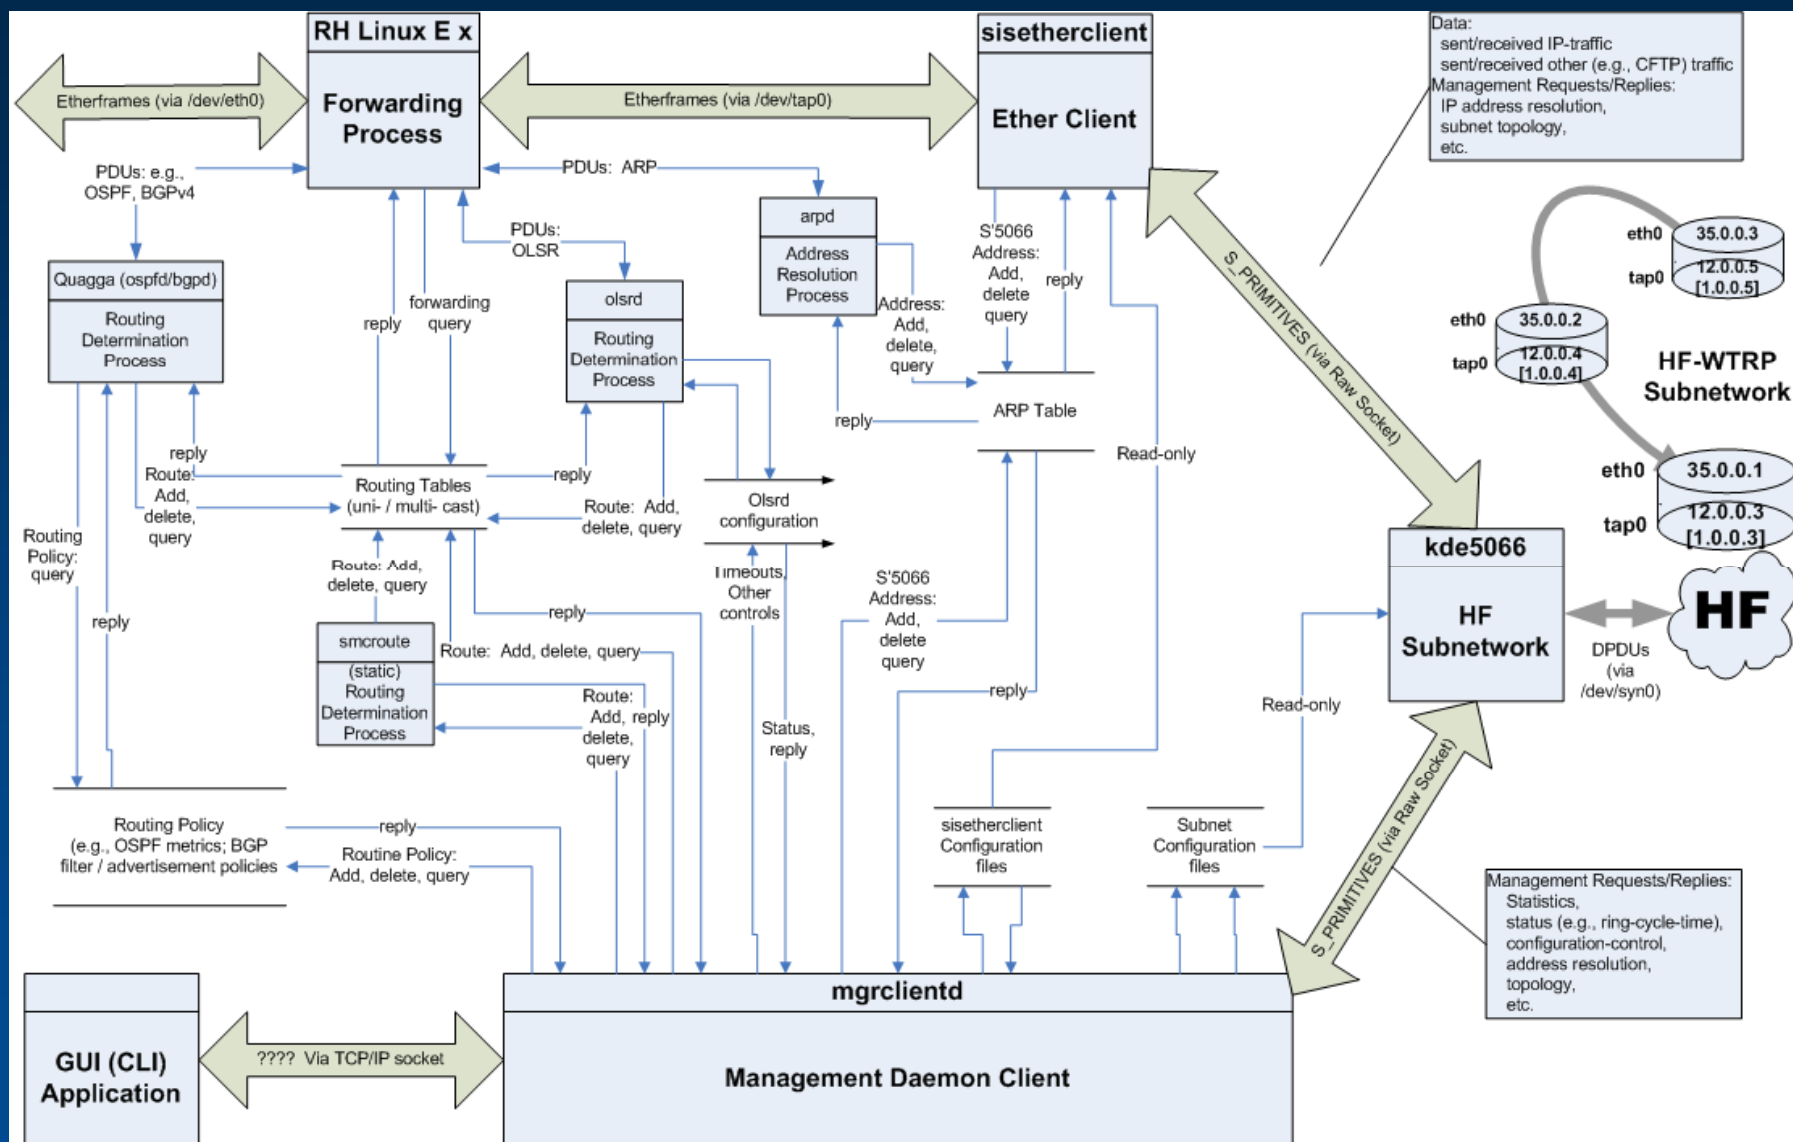 RH Linux E x
Forwarding
Process
sisetherclient
Ether Client
Data:
sent/received IP-traffic
sent/received other (e.g., CFTP) traffic
Management Requests/Replies:
IP address resolution,
subnet topology,
etc.
Etherframes (via /dev/eth0)
Etherframes (via /dev/tap0)
PDUs: e.g.,
OSPF, BGPv4
PDUs: ARP
PDUs:
OLSR
arpd
Address
Resolution
Process
S'5066
Address:
Add,
delete
query
reply
S_PRIMITIVES (via Raw Socket)
eth0
35.0.0.3
tap0
12.0.0.5
[1.0.0.5]
eth0
35.0.0.2
tap0
12.0.0.4
[1.0.0.4]
HF-WTRP
Subnetwork
eth0
35.0.0.1
tap0
12.0.0.3
[1.0.0.3]
Quagga (ospfd/bgpd)
Routing
Determination
Process
reply
forwarding
query
olsrd
Routing
Determination
Process
Address:
Add,
delete,
query
reply
ARP Table
Read-only
reply
Route:
Add,
delete,
query
Routing Tables
(uni- / multi- cast)
reply
Route: Add,
delete, query
Olsrd
configuration
Routing
Policy:
query
reply
Route: Add,
delete, query
reply
Timeouts,
Other
controls
S'5066
Address:
Add,
delete
query
kde5066
HF
Subnetwork
HF
DPDUs
(via
/dev/syn0)
smcroute
(static)
Routing
Determination
Process
Route: Add, delete, query
Route:
Add,
delete,
query
reply
Status,
reply
reply
Read-only
Routing Policy
(e.g., OSPF metrics; BGP
filter / advertisement policies
reply
Routine Policy:
Add, delete, query
sisetherclient
Configuration
files
Subnet
Configuration
files
S_PRIMITIVES (via Raw Socket)
Management Requests/Replies:
Statistics,
status (e.g., ring-cycle-time),
configuration-control,
address resolution,
topology,
etc.
GUI (CLI)
Application
???? Via TCP/IP socket
mgrclientd
Management Daemon Client